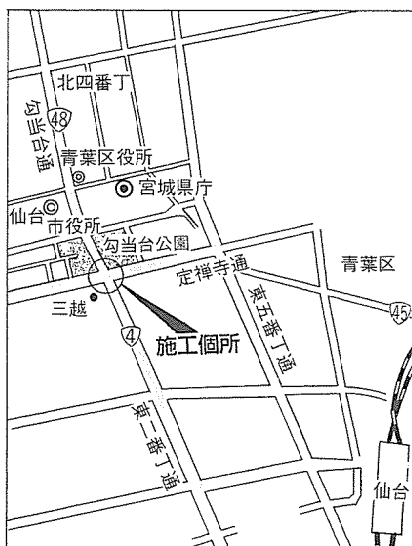 北四番丁
勾当台通
48
青葉区役所
宮城県庁
仙台
市役所
勾当台公園
定禅寺通
青葉区
三越
45
東五番丁通
4
施工個所
東二番丁通
仙台